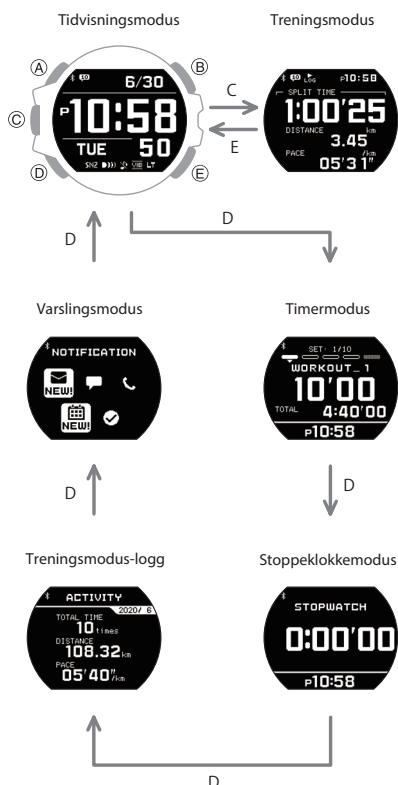 Tidvisningsmodus
Treningsmodus
A
B
C
D
E
6/30
P 10:58
TUE 50
SNZ VIB LT
C
E
LOG P10:58
SPLIT TIME
1:00'25
DISTANCE
3.45 km
PACE /km
05'31"
D
D
Varslingsmodus
Timermodus
NOTIFICATION
NEW!
NEW!
SET: 1/10
WORKOUT_ 1
10'00
TOTAL 4:40'00
P10:58
D
D
Treningsmodus-logg
Stoppeklokkemodus
ACTIVITY
2020/ 6
TOTAL TIME
10 times
DISTANCE
108.32 km
PACE
05'40" /km
STOPWATCH
0:00'00
P10:58
D